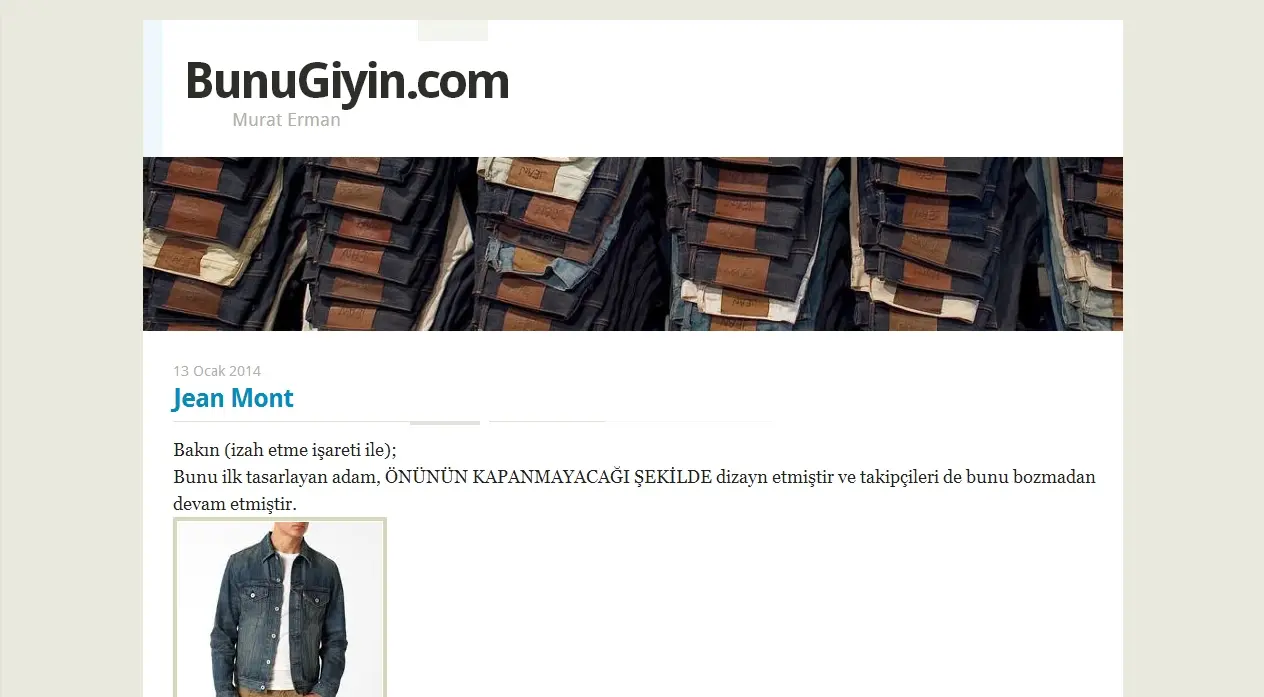 BunuGiyin.com
Murat Erman
13 Ocak 2014
Jean Mont
Bakın (izah etme işareti ile);
Bunu ilk tasarlayan adam, ÖNÜNÜN KAPANMAYACAĞI ŞEKİLDE dizayn etmiştir ve takipçileri de bunu bozmadan
devam etmiştir.